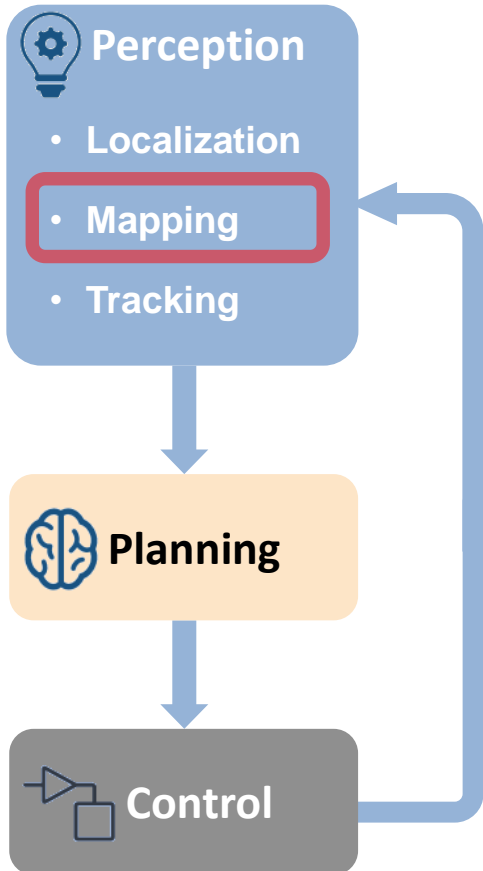 Perception
• Localization
• Mapping
• Tracking
Planning
Control